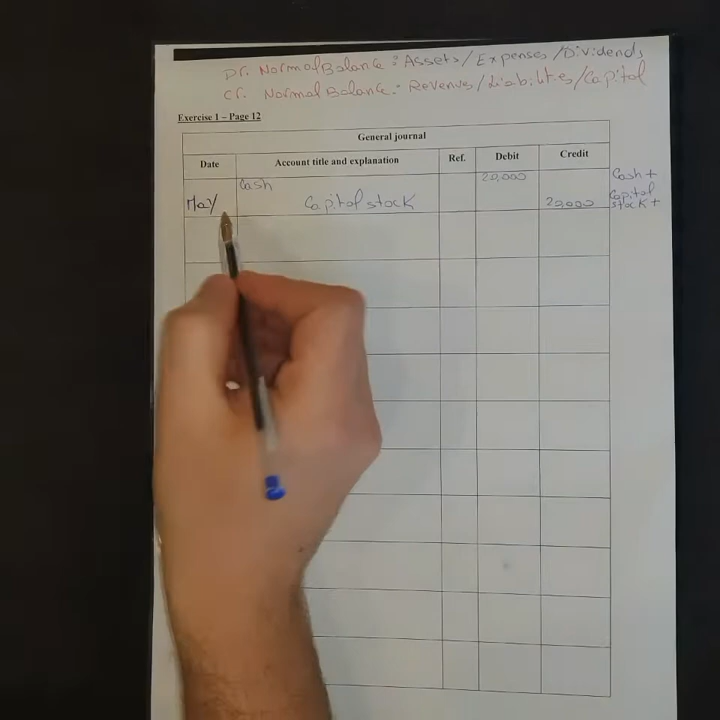 Dr. Normal Balance: Assets/Expenses/Dividends
Cr. Normal Balance: Revenus/Liabilities/Capital
Exercise 1 – Page 12
General journal
Date Account title and explanation Ref. Debit Credit
Cash 20,000 Cash +
May Capital stock 20,000 Capital stock +